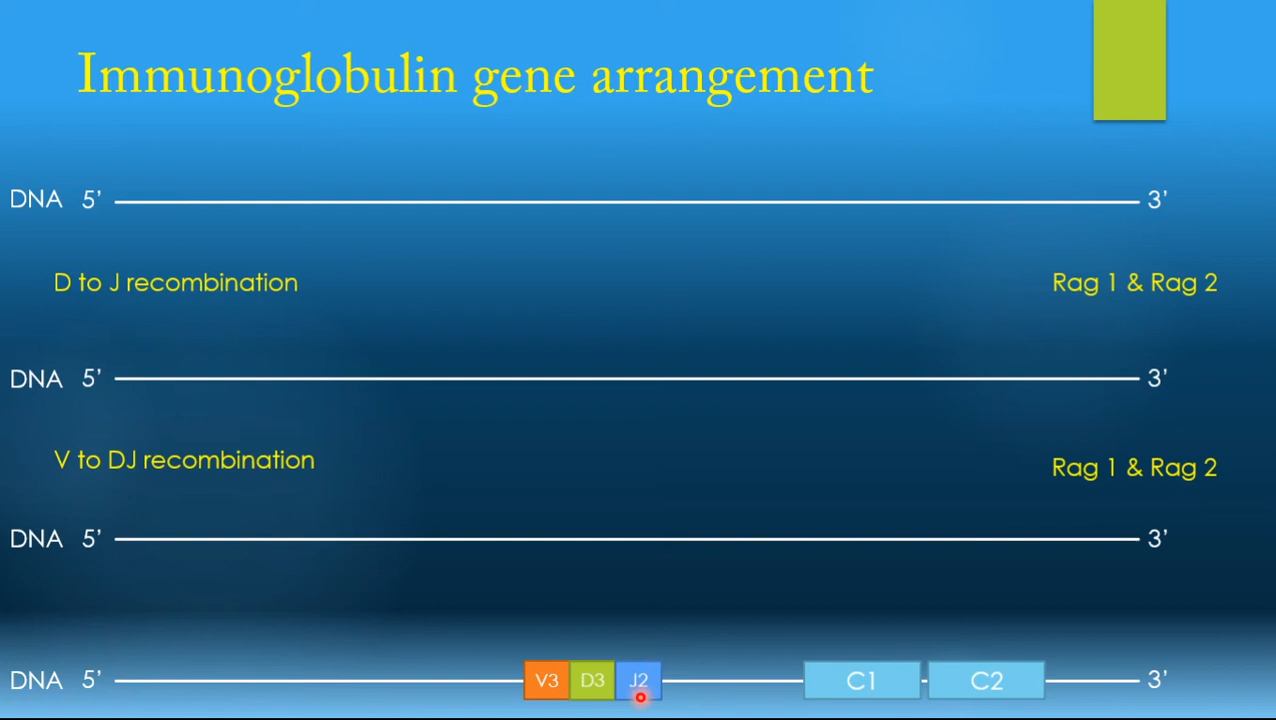 Immunoglobulin gene arrangement
DNA 5’ 3’
D to J recombination Rag 1 & Rag 2
DNA 5’ 3’
V to DJ recombination Rag 1 & Rag 2
DNA 5’ 3’
DNA 5’ V3 D3 J2 C1 C2 3’